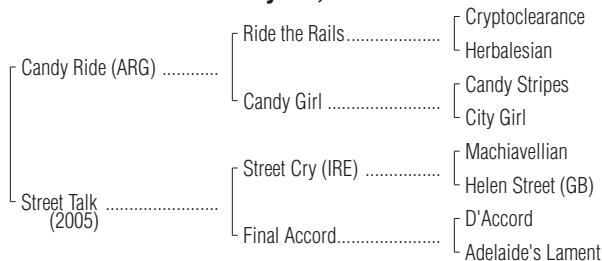 Cryptoclearance
Ride the Rails
Herbalesian
Candy Ride (ARG)
Candy Stripes
Candy Girl
City Girl
Machiavellian
Street Cry (IRE)
Helen Street (GB)
Street Talk
(2005)
D'Accord
Final Accord
Adelaide's Lament